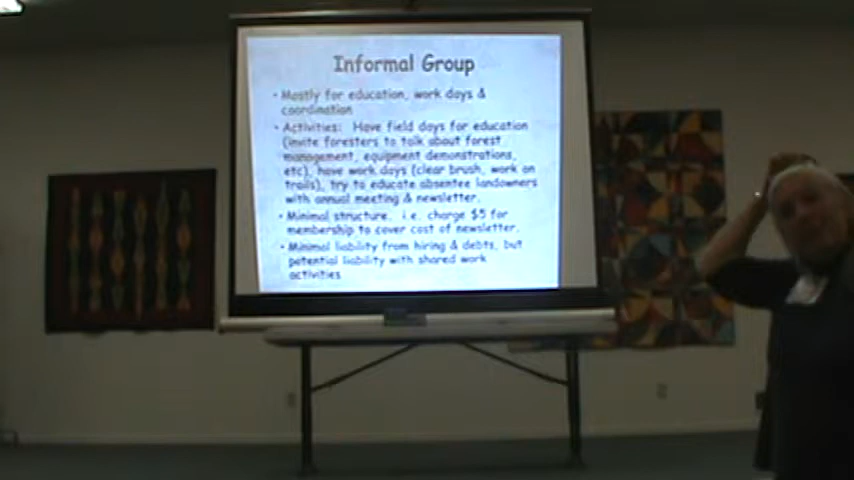 Informal Group
• Mostly for education, work days &
coordination
• Activities: Have field days for education
(invite foresters to talk about forest
management, equipment demonstrations,
etc), have work days (clear brush, work on
trails), try to educate absentee landowners
with annual meeting & newsletter.
• Minimal structure. i.e. charge $5 for
membership to cover cost of newsletter.
• Minimal liability from hiring & debts, but
potential liability with shared work
activities